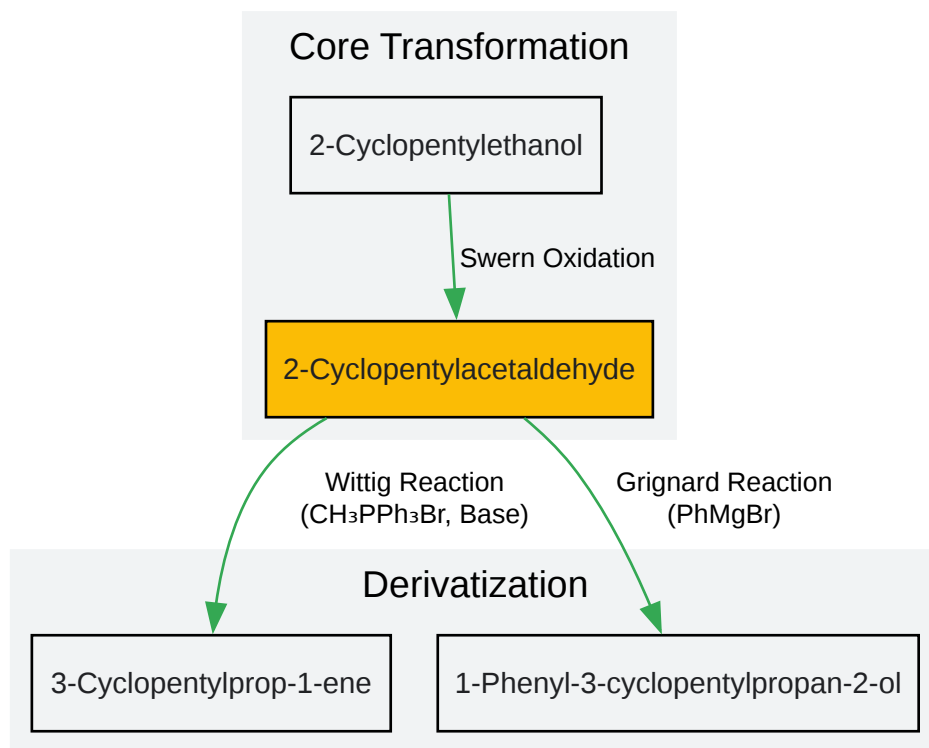 Core Transformation
2-Cyclopentylethanol
Swern Oxidation
2-Cyclopentylacetaldehyde
Wittig Reaction
(CH₃PPh₃Br, Base)
Grignard Reaction
(PhMgBr)
Derivatization
3-Cyclopentylprop-1-ene
1-Phenyl-3-cyclopentylpropan-2-ol